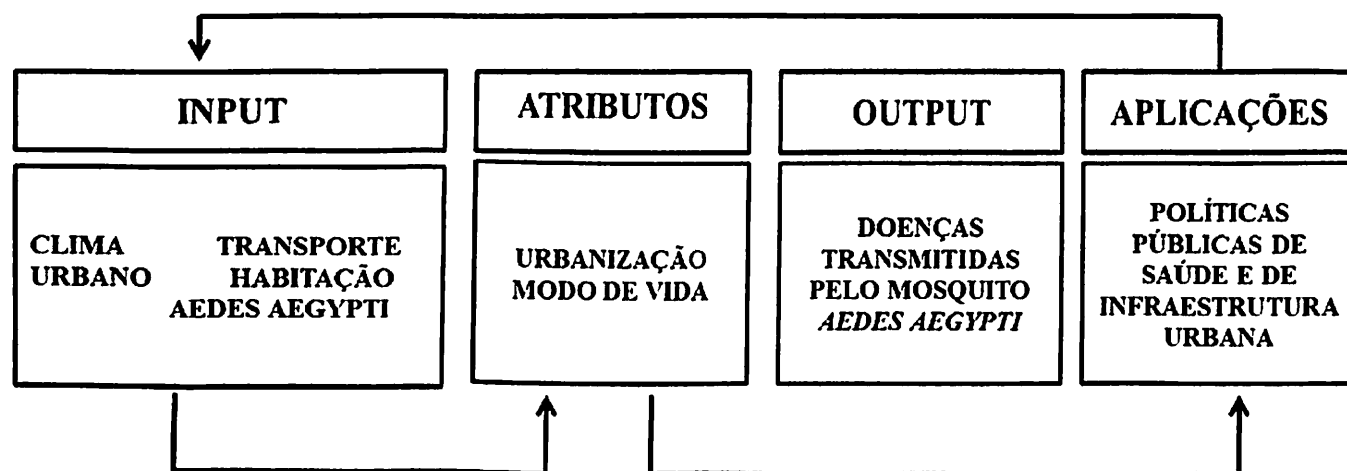 INPUT
ATRIBUTOS
OUTPUT
APLICAÇÕES
CLIMA TRANSPORTE
URBANO HABITAÇÃO
AEDES AEGYPTI
URBANIZAÇÃO
MODO DE VIDA
DOENÇAS
TRANSMITIDAS
PELO MOSQUITO
AEDES AEGYPTI
POLÍTICAS
PÚBLICAS DE
SAÚDE E DE
INFRAESTRUTURA
URBANA